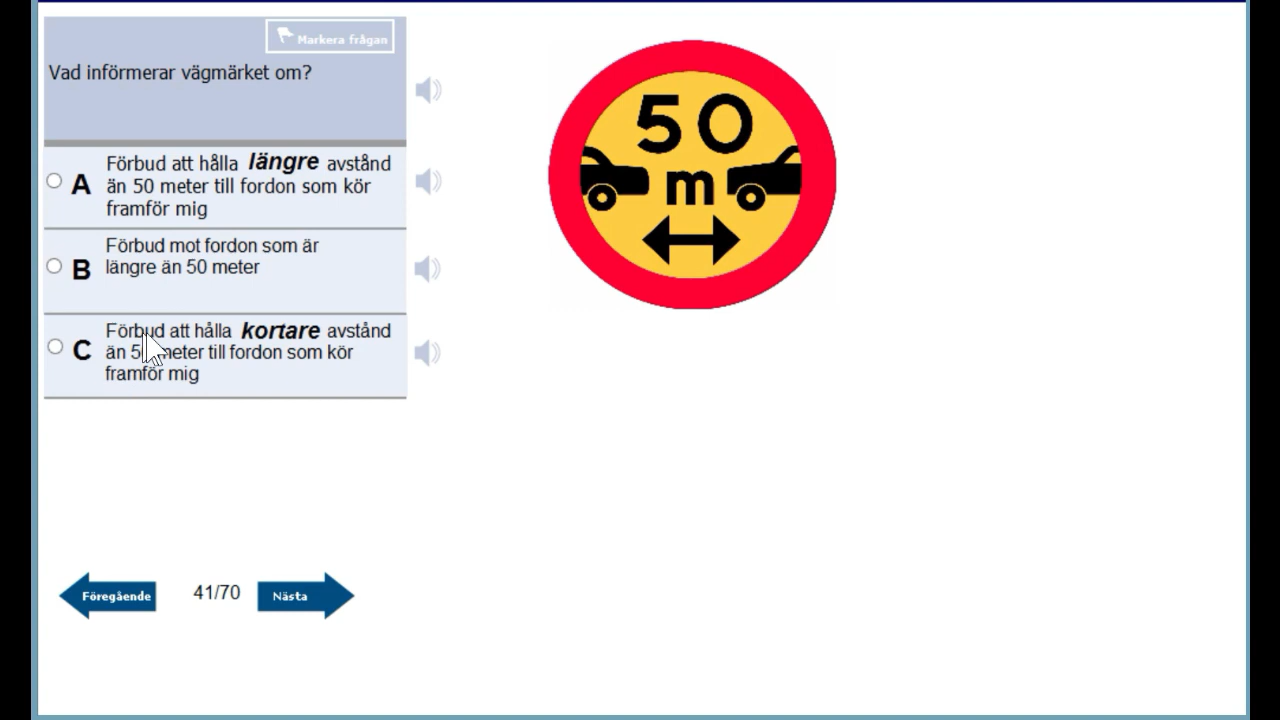 Markera frågan
Vad införmerar vägmärket om?
A
Förbud att hålla längre avstånd
än 50 meter till fordon som kör
framför mig
B
Förbud mot fordon som är
längre än 50 meter
C
Förbud att hålla kortare avstånd
än 50 meter till fordon som kör
framför mig
50
m
Föregående
41/70
Nästa